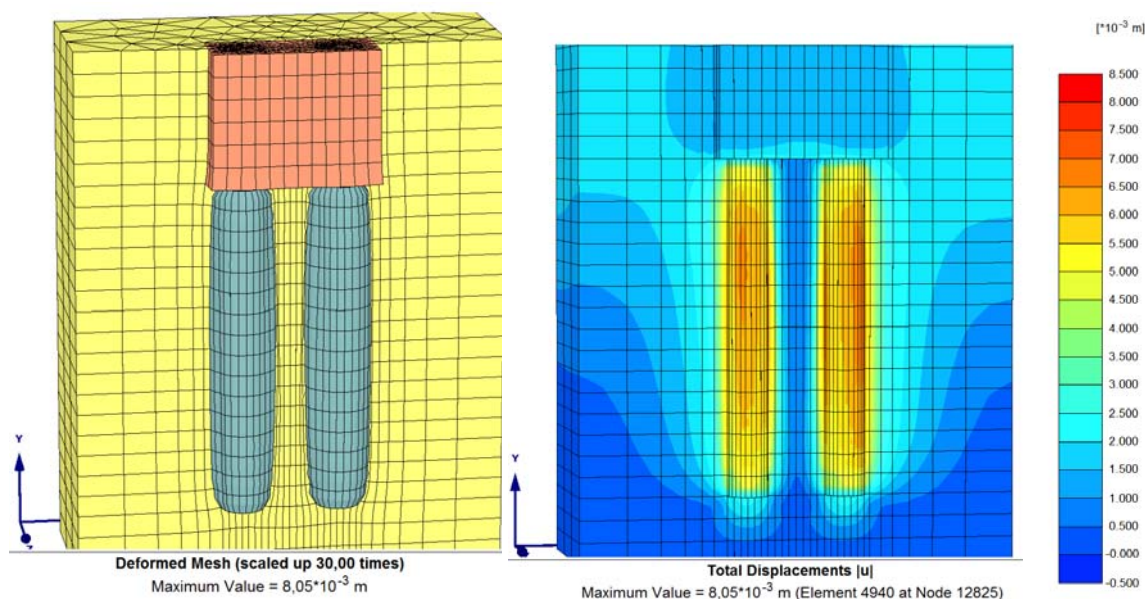 [*10⁻³ m]
8.500
8.000
7.500
7.000
6.500
6.000
5.500
5.000
4.500
4.000
3.500
3.000
2.500
2.000
1.500
1.000
0.500
-0.000
-0.500
Y
Y
Deformed Mesh (scaled up 30,00 times)
Maximum Value = 8,05*10⁻³ m
Total Displacements |u|
Maximum Value = 8,05*10⁻³ m (Element 4940 at Node 12825)